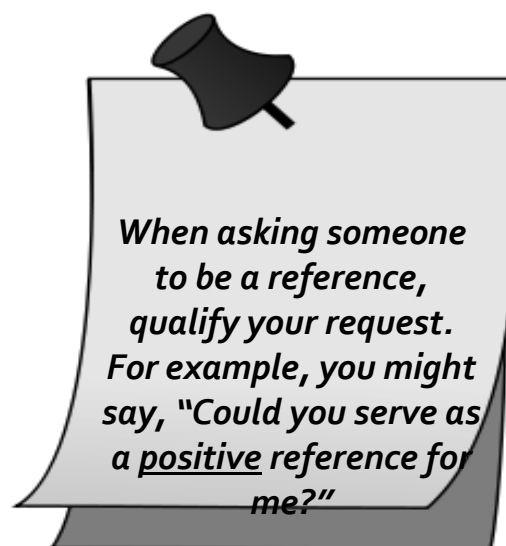 When asking someone
to be a reference,
qualify your request.
For example, you might
say, “Could you serve as
a positive reference for
me?”